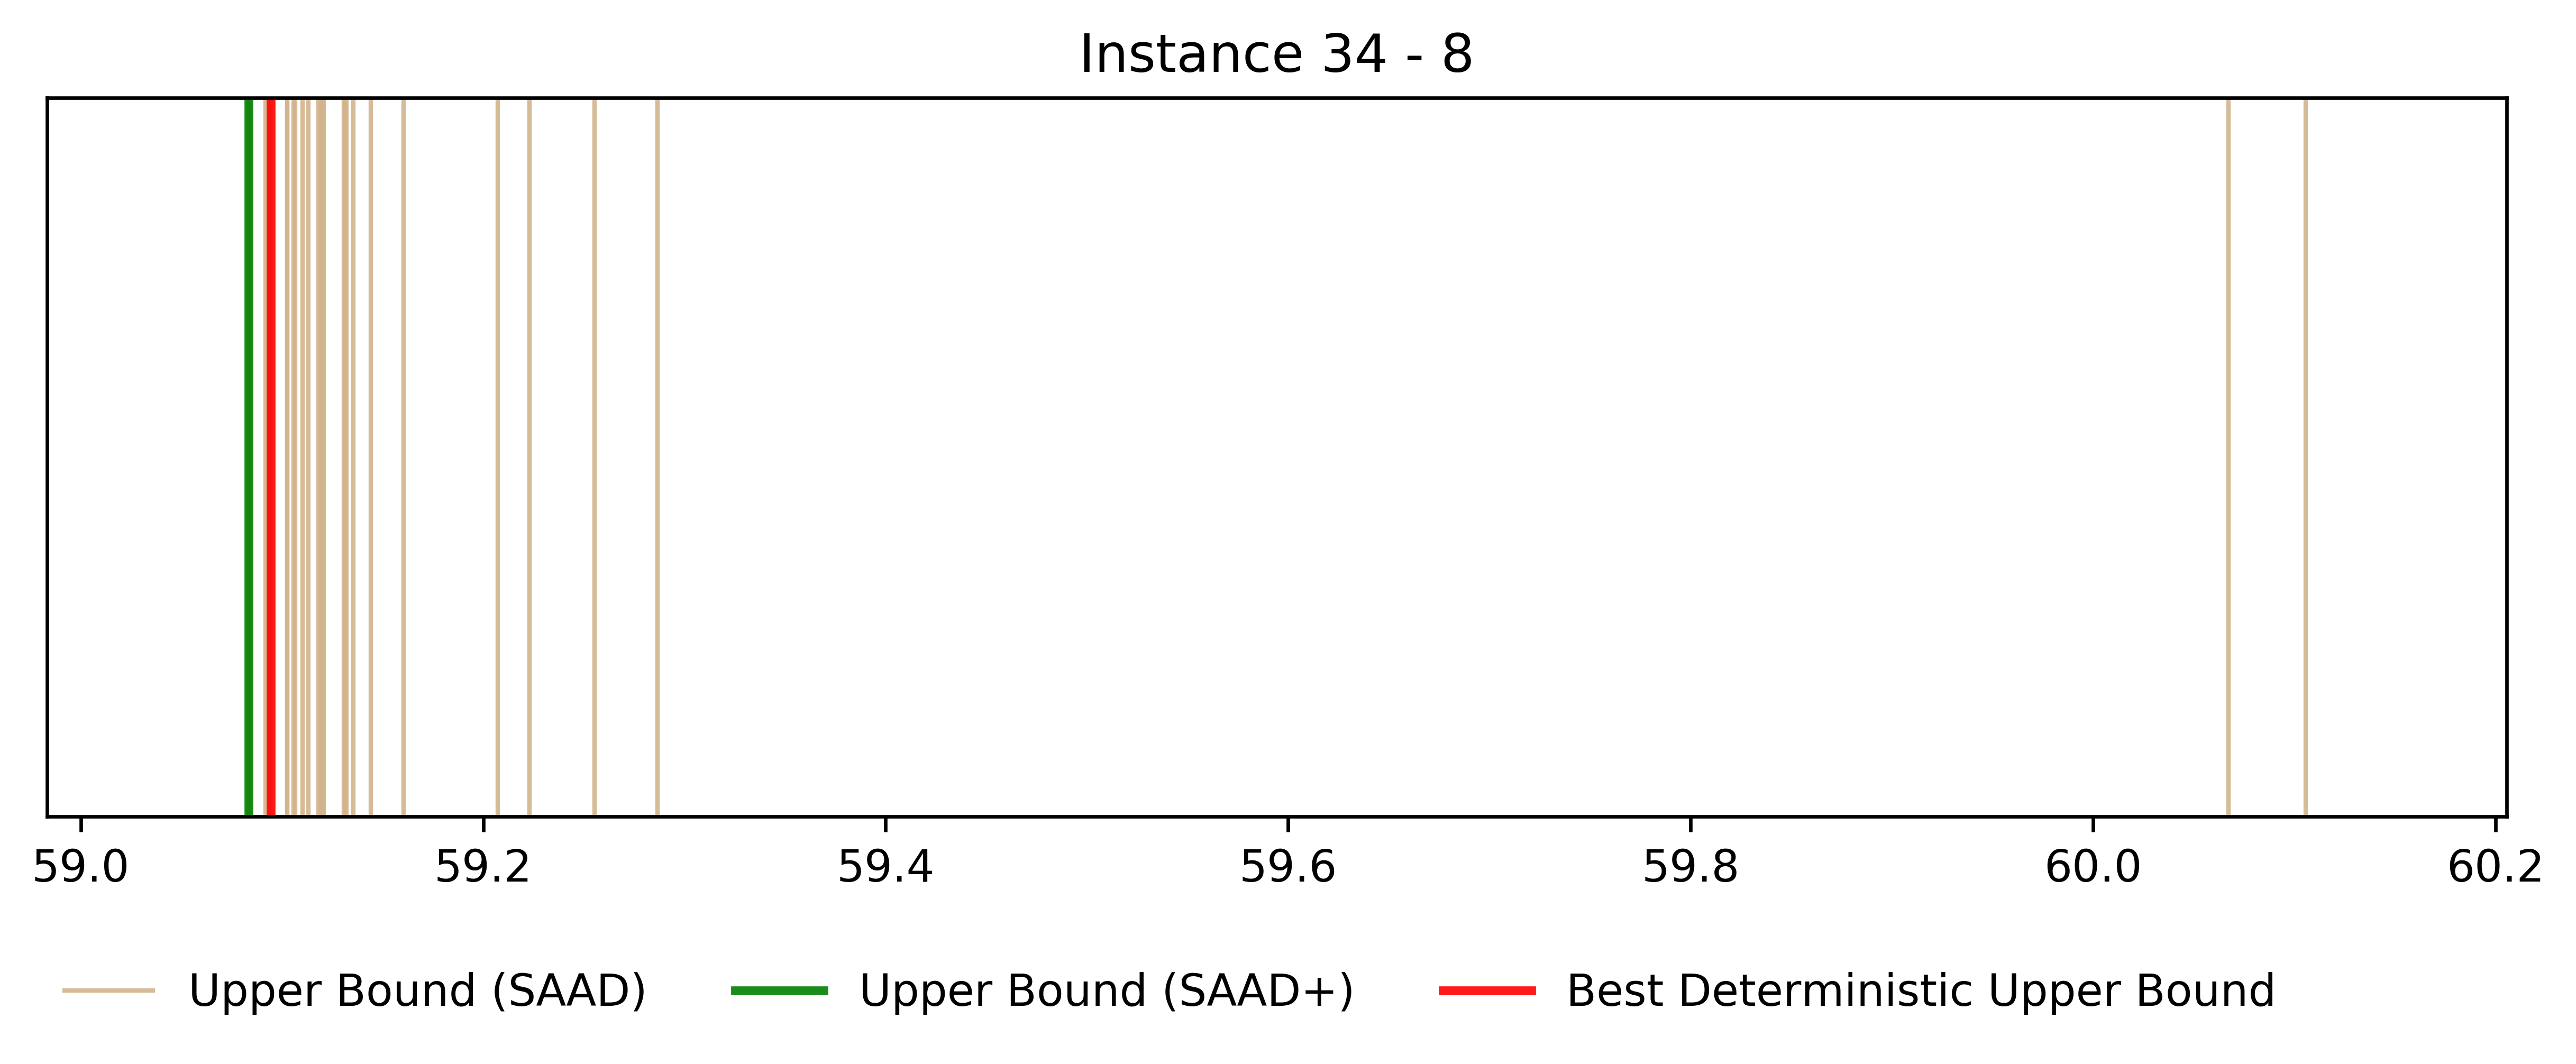 Instance 34 - 8
59.0 59.2 59.4 59.6 59.8 60.0 60.2
Upper Bound (SAAD) Upper Bound (SAAD+) Best Deterministic Upper Bound